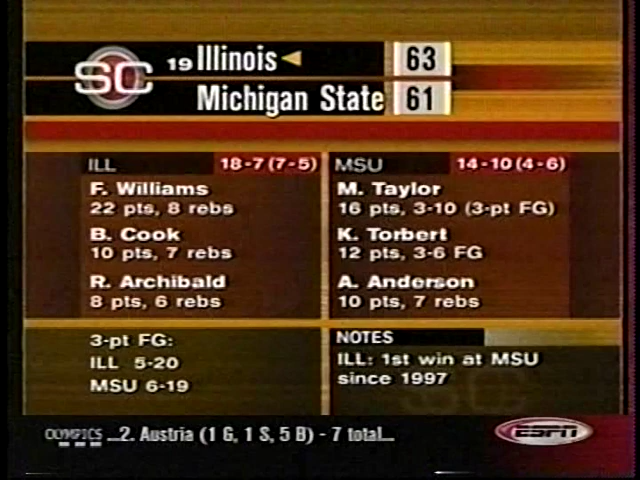 SC
19 Illinois 63
Michigan State 61
ILL 18-7 (7-5)
F. Williams
22 pts, 8 rebs
B. Cook
10 pts, 7 rebs
R. Archibald
8 pts, 6 rebs
MSU 14-10 (4-6)
M. Taylor
16 pts, 3-10 (3-pt FG)
K. Torbert
12 pts, 3-6 FG
A. Anderson
10 pts, 7 rebs
3-pt FG:
ILL 5-20
MSU 6-19
NOTES
ILL: 1st win at MSU
since 1997
SC
OLYMPICS ...2. Austria (1 G, 1 S, 5 B) - 7 total...
ESPN